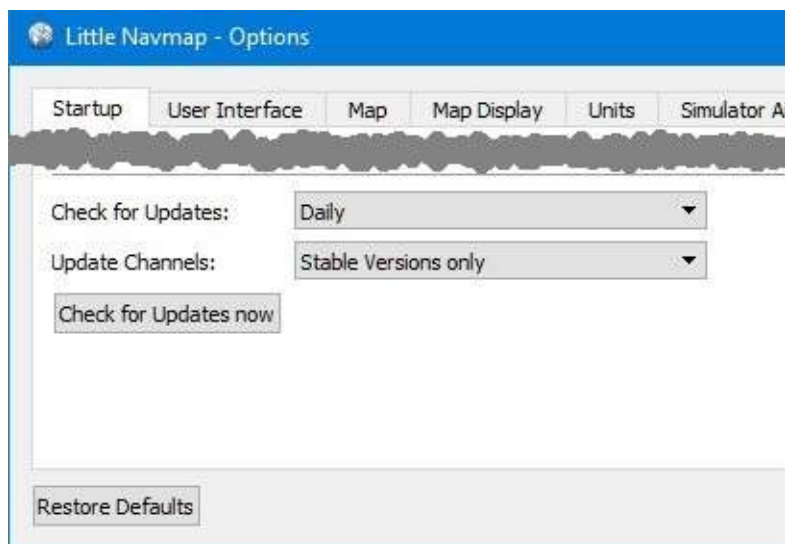 Little Navmap - Options
Startup User Interface Map Map Display Units Simulator A
Check for Updates: Daily
Update Channels: Stable Versions only
Check for Updates now
Restore Defaults